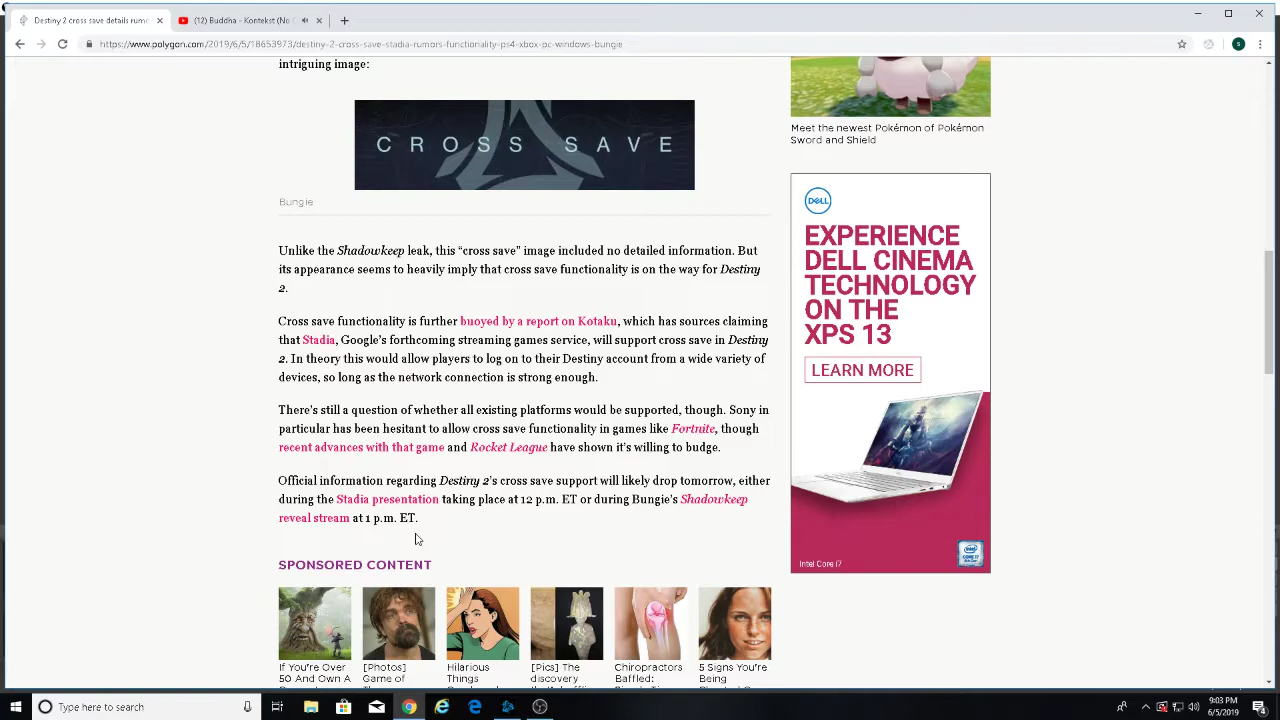 Destiny 2 cross save details rumo
(12) Buddha - Kontekst (No C
https://www.polygon.com/2019/6/5/18653973/destiny-2-cross-save-stadia-rumors-functionality-ps4-xbox-pc-windows-bungie
S
intriguing image:
CROSS SAVE
Bungie
Unlike the Shadowkeep leak, this “cross save” image included no detailed information. But
its appearance seems to heavily imply that cross save functionality is on the way for Destiny
2.
Cross save functionality is further buoyed by a report on Kotaku, which has sources claiming
that Stadia, Google’s forthcoming streaming games service, will support cross save in Destiny
2. In theory this would allow players to log on to their Destiny account from a wide variety of
devices, so long as the network connection is strong enough.
There’s still a question of whether all existing platforms would be supported, though. Sony in
particular has been hesitant to allow cross save functionality in games like Fortnite, though
recent advances with that game and Rocket League have shown it’s willing to budge.
Official information regarding Destiny 2’s cross save support will likely drop tomorrow, either
during the Stadia presentation taking place at 12 p.m. ET or during Bungie’s Shadowkeep
reveal stream at 1 p.m. ET.
SPONSORED CONTENT
If You're Over
50 And Own A
[Photos]
Game of
Hilarious
Things
[Pics] The
discovery
Chiropractors
Baffled:
5 Signs You're
Being
Meet the newest Pokémon of Pokémon
Sword and Shield
DELL
EXPERIENCE
DELL CINEMA
TECHNOLOGY
ON THE
XPS 13
LEARN MORE
Intel Core i7
Type here to search
9:03 PM
6/5/2019
4